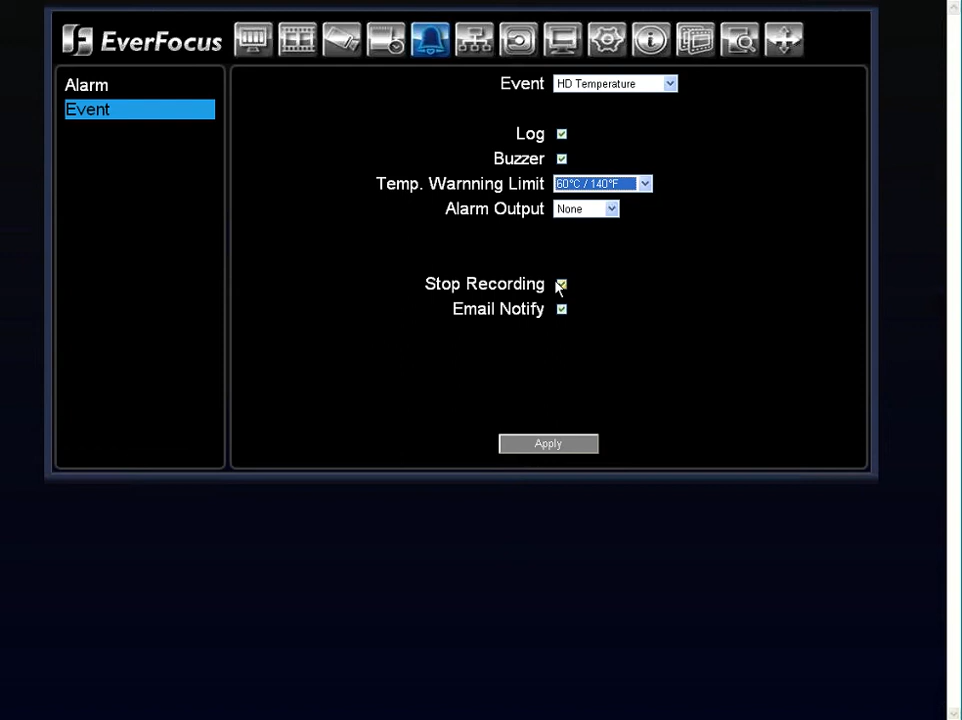 EverFocus
Alarm
Event
Event HD Temperature
Log
Buzzer
Temp. Warnning Limit 60°C / 140°F
Alarm Output None
Stop Recording
Email Notify
Apply